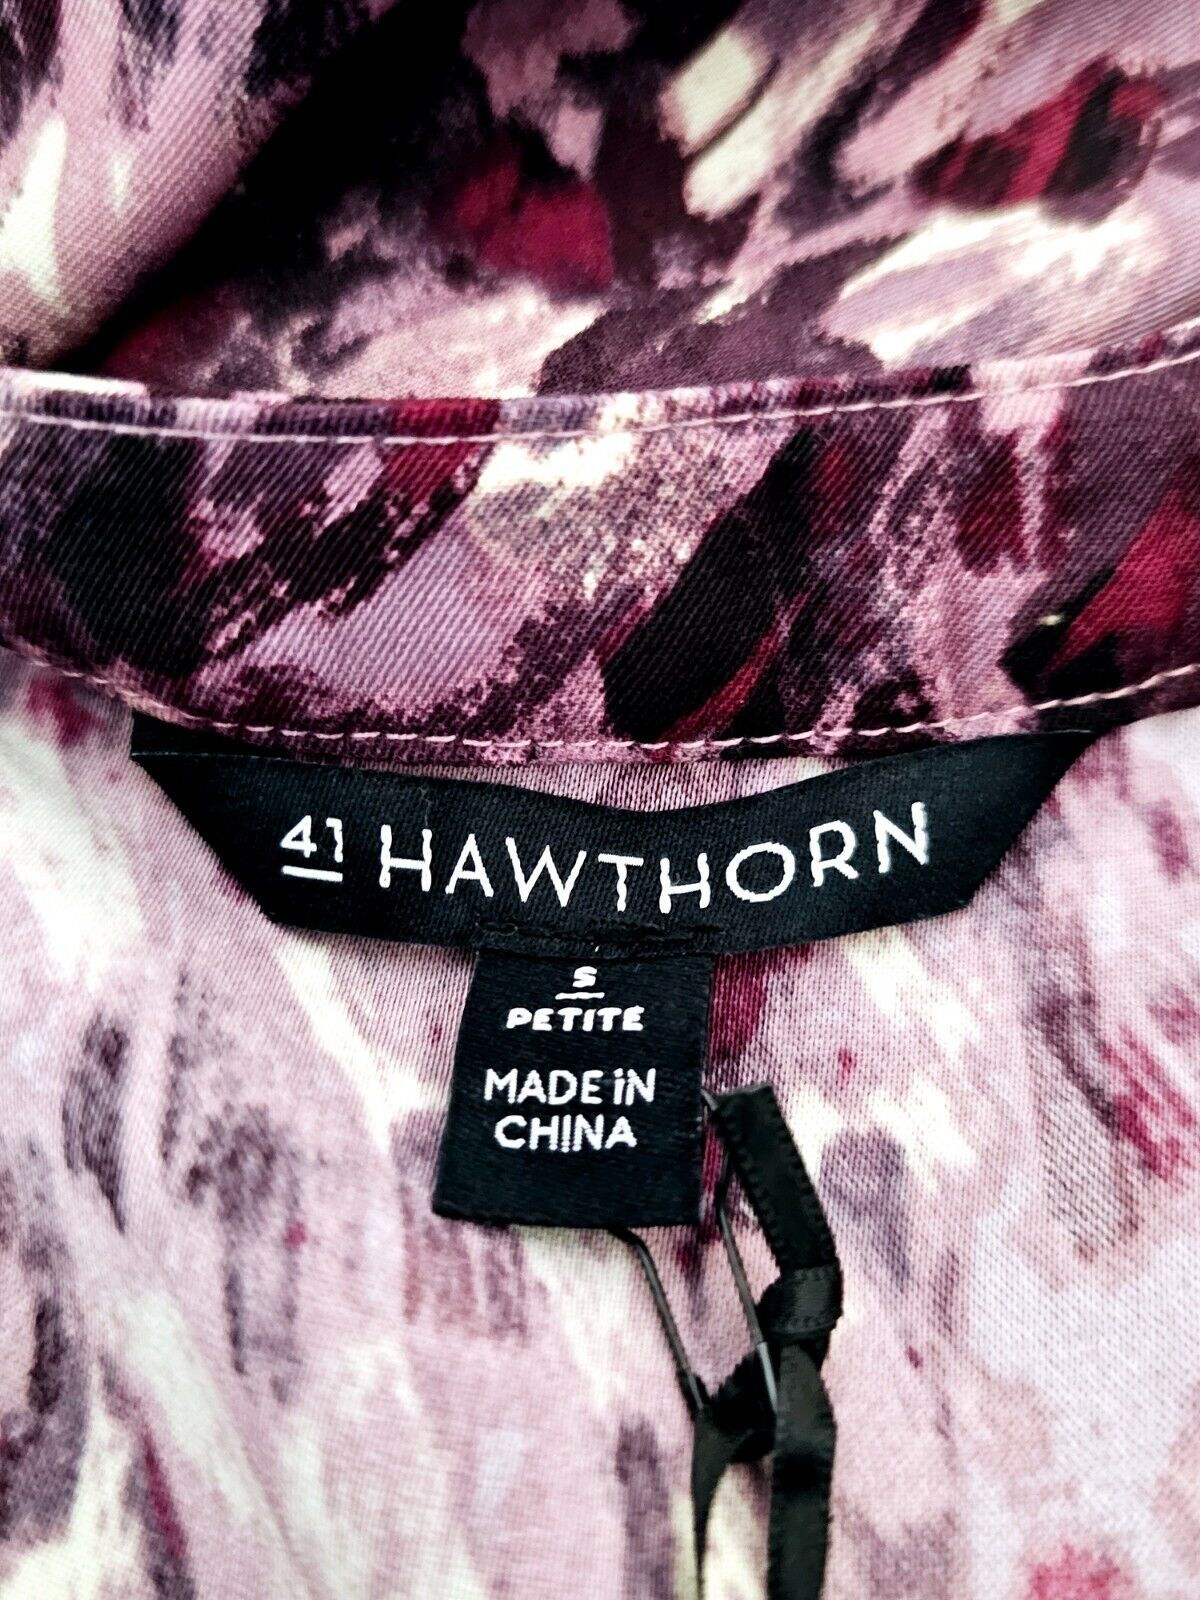 41 HAWTHORN
S
PETITE
MADE IN
CHINA